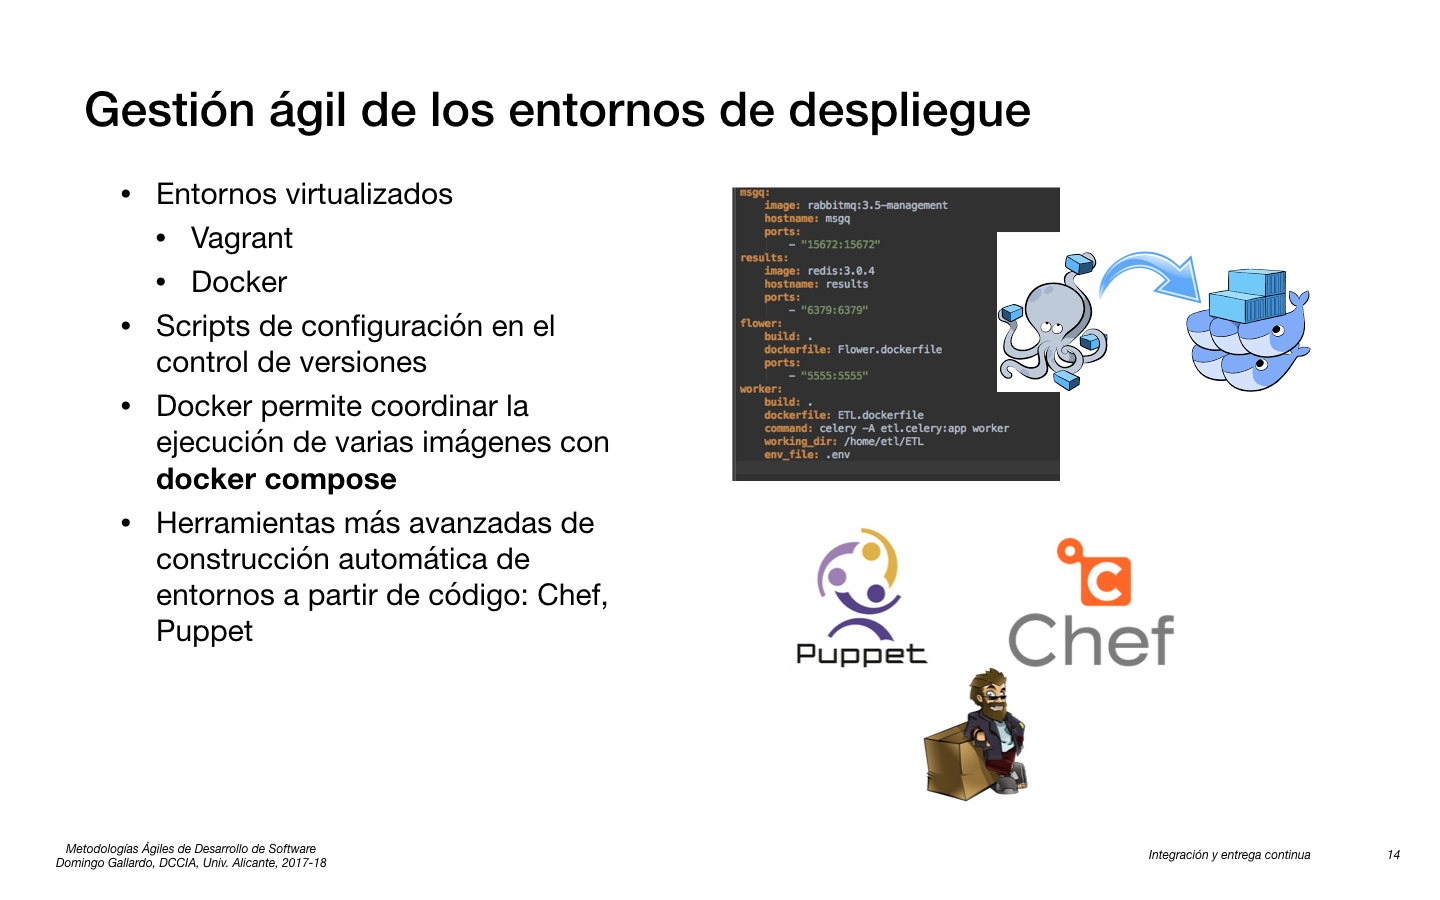 Gestión ágil de los entornos de despliegue
• Entornos virtualizados
• Vagrant
• Docker
• Scripts de configuración en el
control de versiones
• Docker permite coordinar la
ejecución de varias imágenes con
docker compose
• Herramientas más avanzadas de
construcción automática de
entornos a partir de código: Chef,
Puppet
msgq:
image: rabbitmq:3.5-management
hostname: msgq
ports:
- "15672:15672"
results:
image: redis:3.0.4
hostname: results
ports:
- "6379:6379"
flower:
build: .
dockerfile: Flower.dockerfile
ports:
- "5555:5555"
worker:
build: .
dockerfile: ETL.dockerfile
command: celery -A etl.celery:app worker
working_dir: /home/etl/ETL
env_file: .env
Puppet
C
Chef
Metodologías Ágiles de Desarrollo de Software
Domingo Gallardo, DCCIA, Univ. Alicante, 2017-18
Integración y entrega continua
14